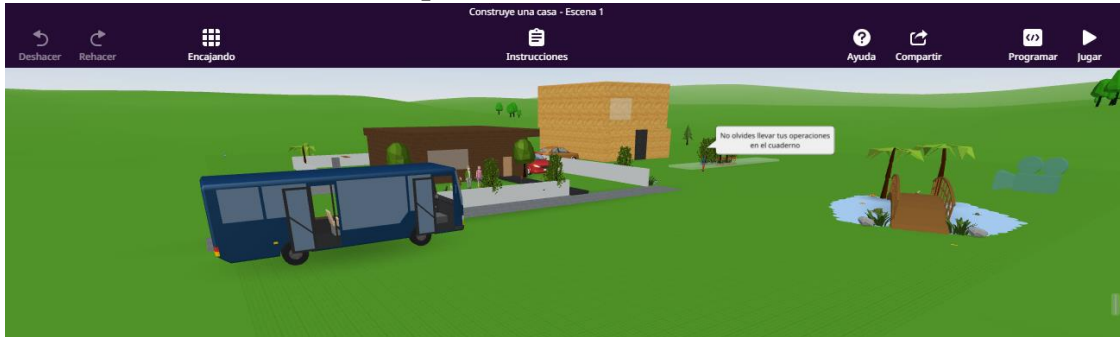 Construye una casa - Escena 1
Deshacer
Rehacer
Encajando
Instrucciones
Ayuda
Compartir
Programar
Jugar
No olvides llevar tus operaciones
en el cuaderno